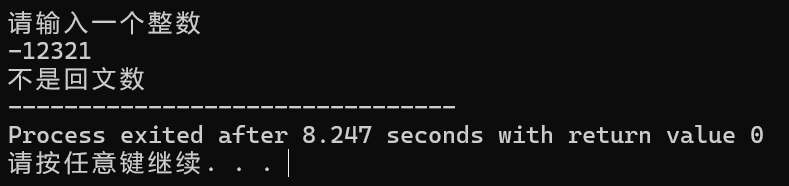 请输入一个整数
-12321
不是回文数
--------------------------------
Process exited after 8.247 seconds with return value 0
请按任意键继续. . .